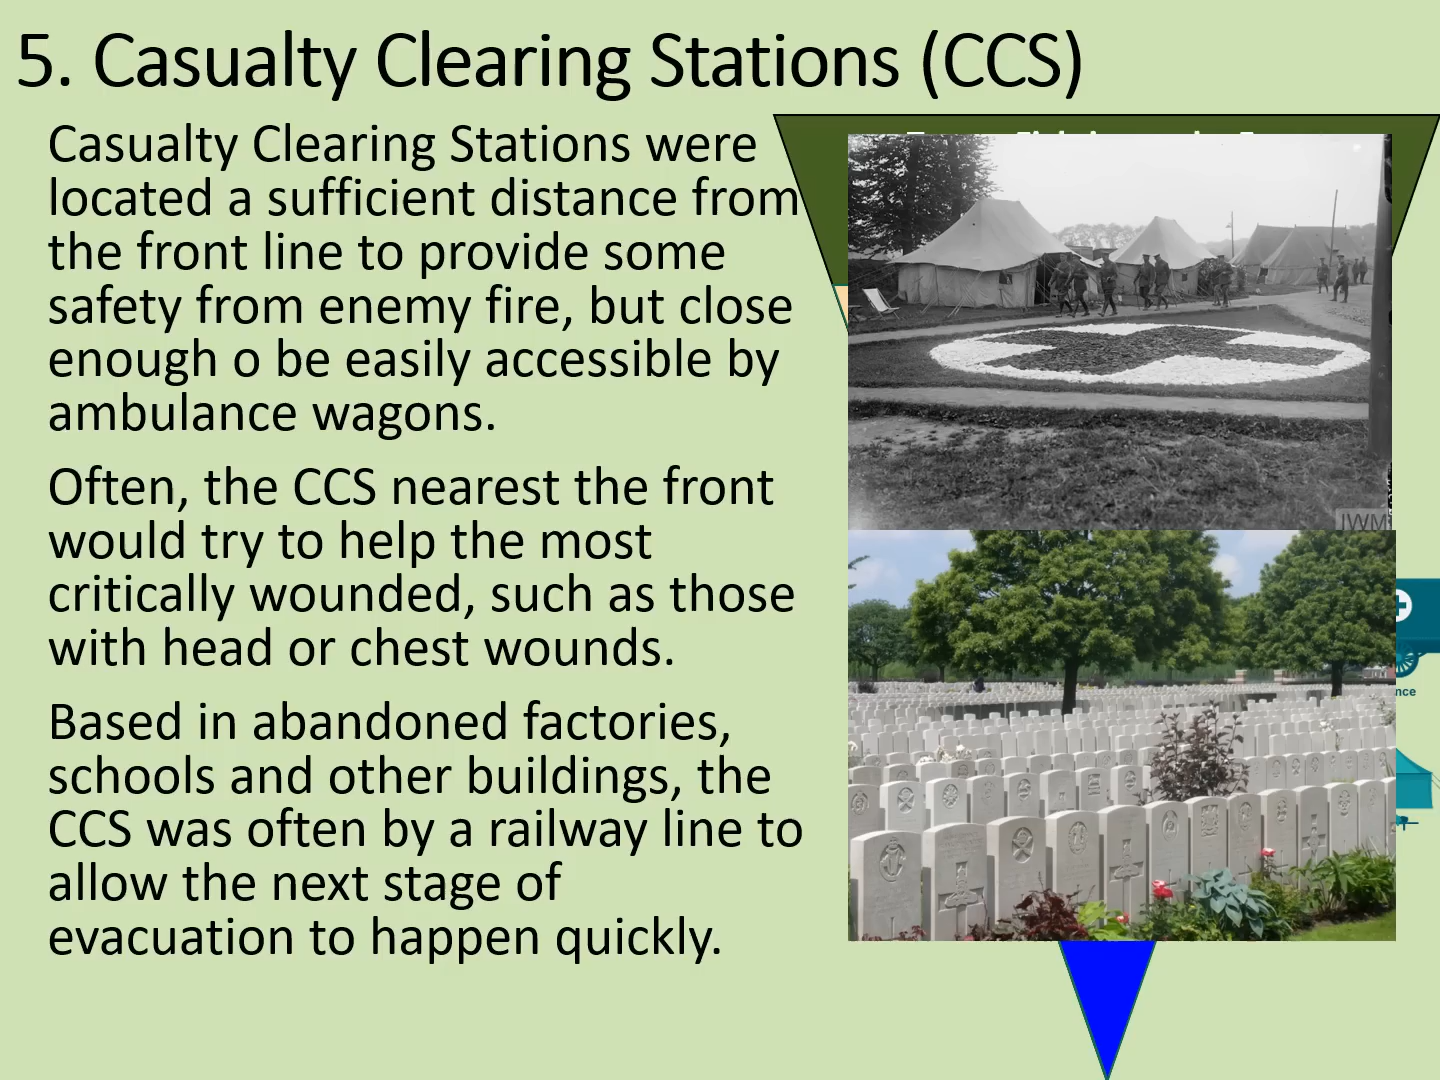 5. Casualty Clearing Stations (CCS)
Casualty Clearing Stations were
located a sufficient distance from
the front line to provide some
safety from enemy fire, but close
enough o be easily accessible by
ambulance wagons.
Often, the CCS nearest the front
would try to help the most
critically wounded, such as those
with head or chest wounds.
Based in abandoned factories,
schools and other buildings, the
CCS was often by a railway line to
allow the next stage of
evacuation to happen quickly.
IWM
nce